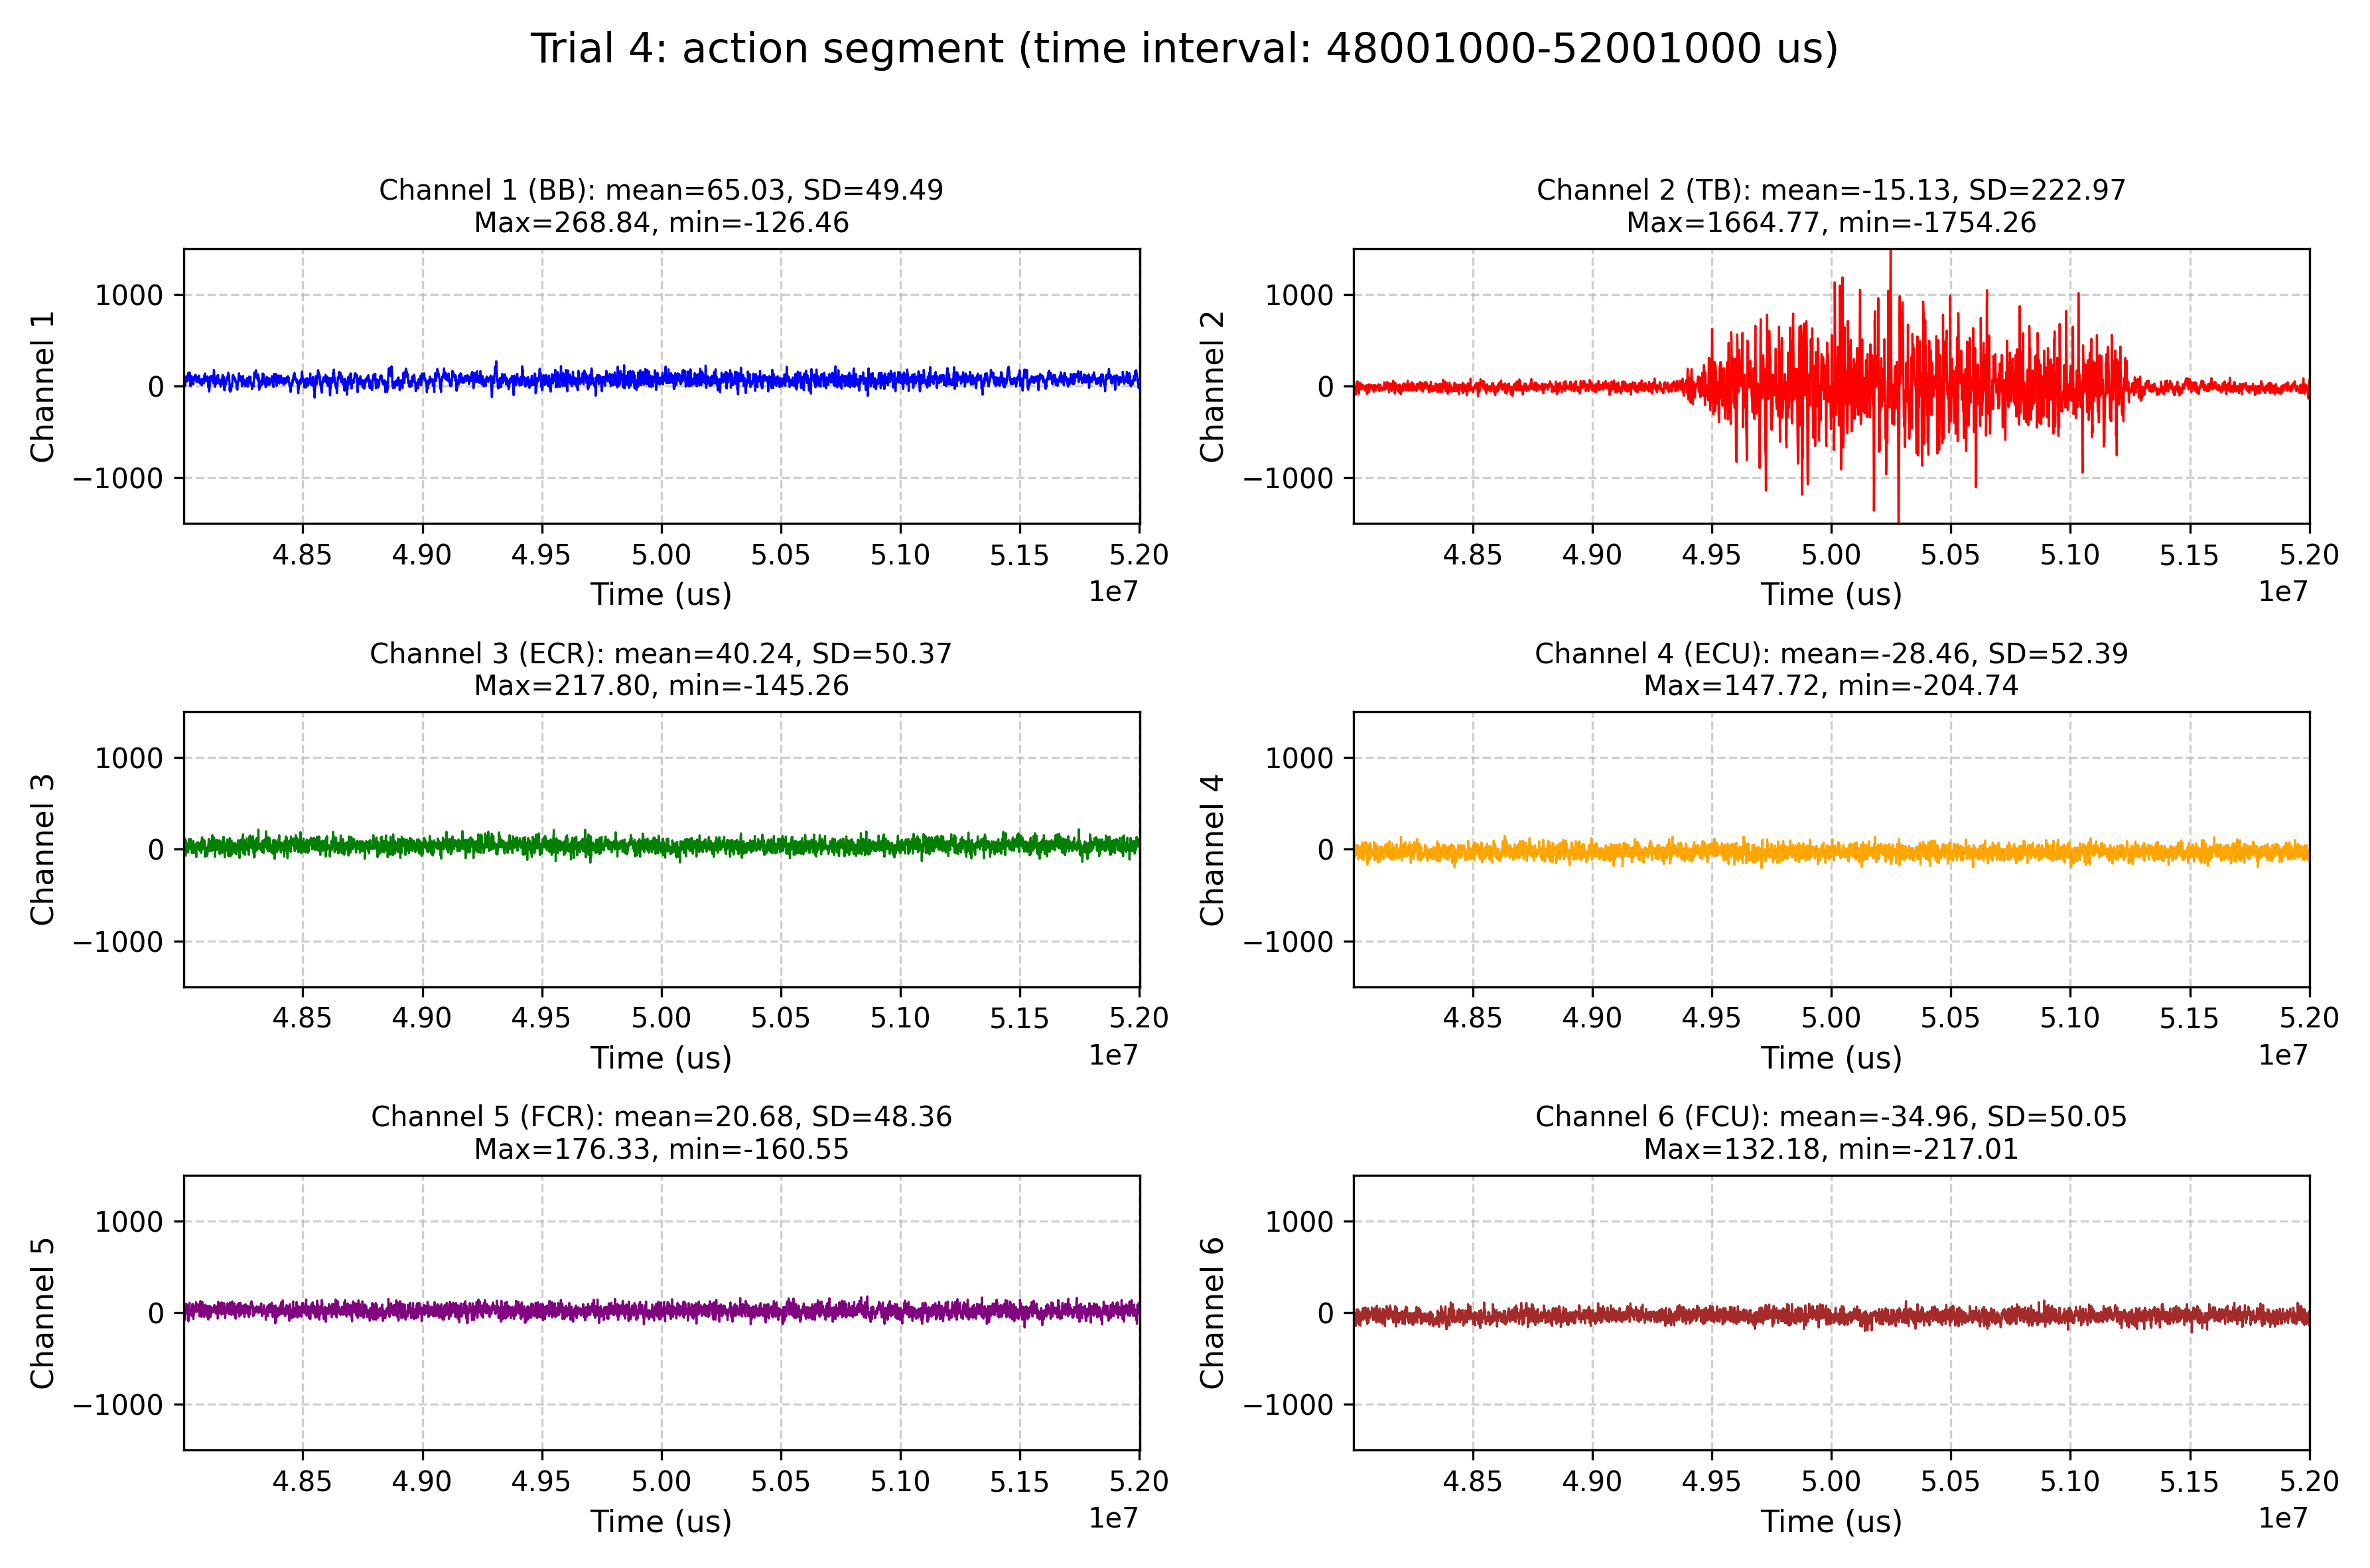 Trial 4: action segment (time interval: 48001000-52001000 us)
Channel 1 (BB): mean=65.03, SD=49.49
Max=268.84, min=-126.46
Channel 1
1000
0
−1000
4.85 4.90 4.95 5.00 5.05 5.10 5.15 5.20
1e7
Time (us)
Channel 2 (TB): mean=-15.13, SD=222.97
Max=1664.77, min=-1754.26
Channel 2
1000
0
−1000
4.85 4.90 4.95 5.00 5.05 5.10 5.15 5.20
1e7
Time (us)
Channel 3 (ECR): mean=40.24, SD=50.37
Max=217.80, min=-145.26
Channel 3
1000
0
−1000
4.85 4.90 4.95 5.00 5.05 5.10 5.15 5.20
1e7
Time (us)
Channel 4 (ECU): mean=-28.46, SD=52.39
Max=147.72, min=-204.74
Channel 4
1000
0
−1000
4.85 4.90 4.95 5.00 5.05 5.10 5.15 5.20
1e7
Time (us)
Channel 5 (FCR): mean=20.68, SD=48.36
Max=176.33, min=-160.55
Channel 5
1000
0
−1000
4.85 4.90 4.95 5.00 5.05 5.10 5.15 5.20
1e7
Time (us)
Channel 6 (FCU): mean=-34.96, SD=50.05
Max=132.18, min=-217.01
Channel 6
1000
0
−1000
4.85 4.90 4.95 5.00 5.05 5.10 5.15 5.20
1e7
Time (us)